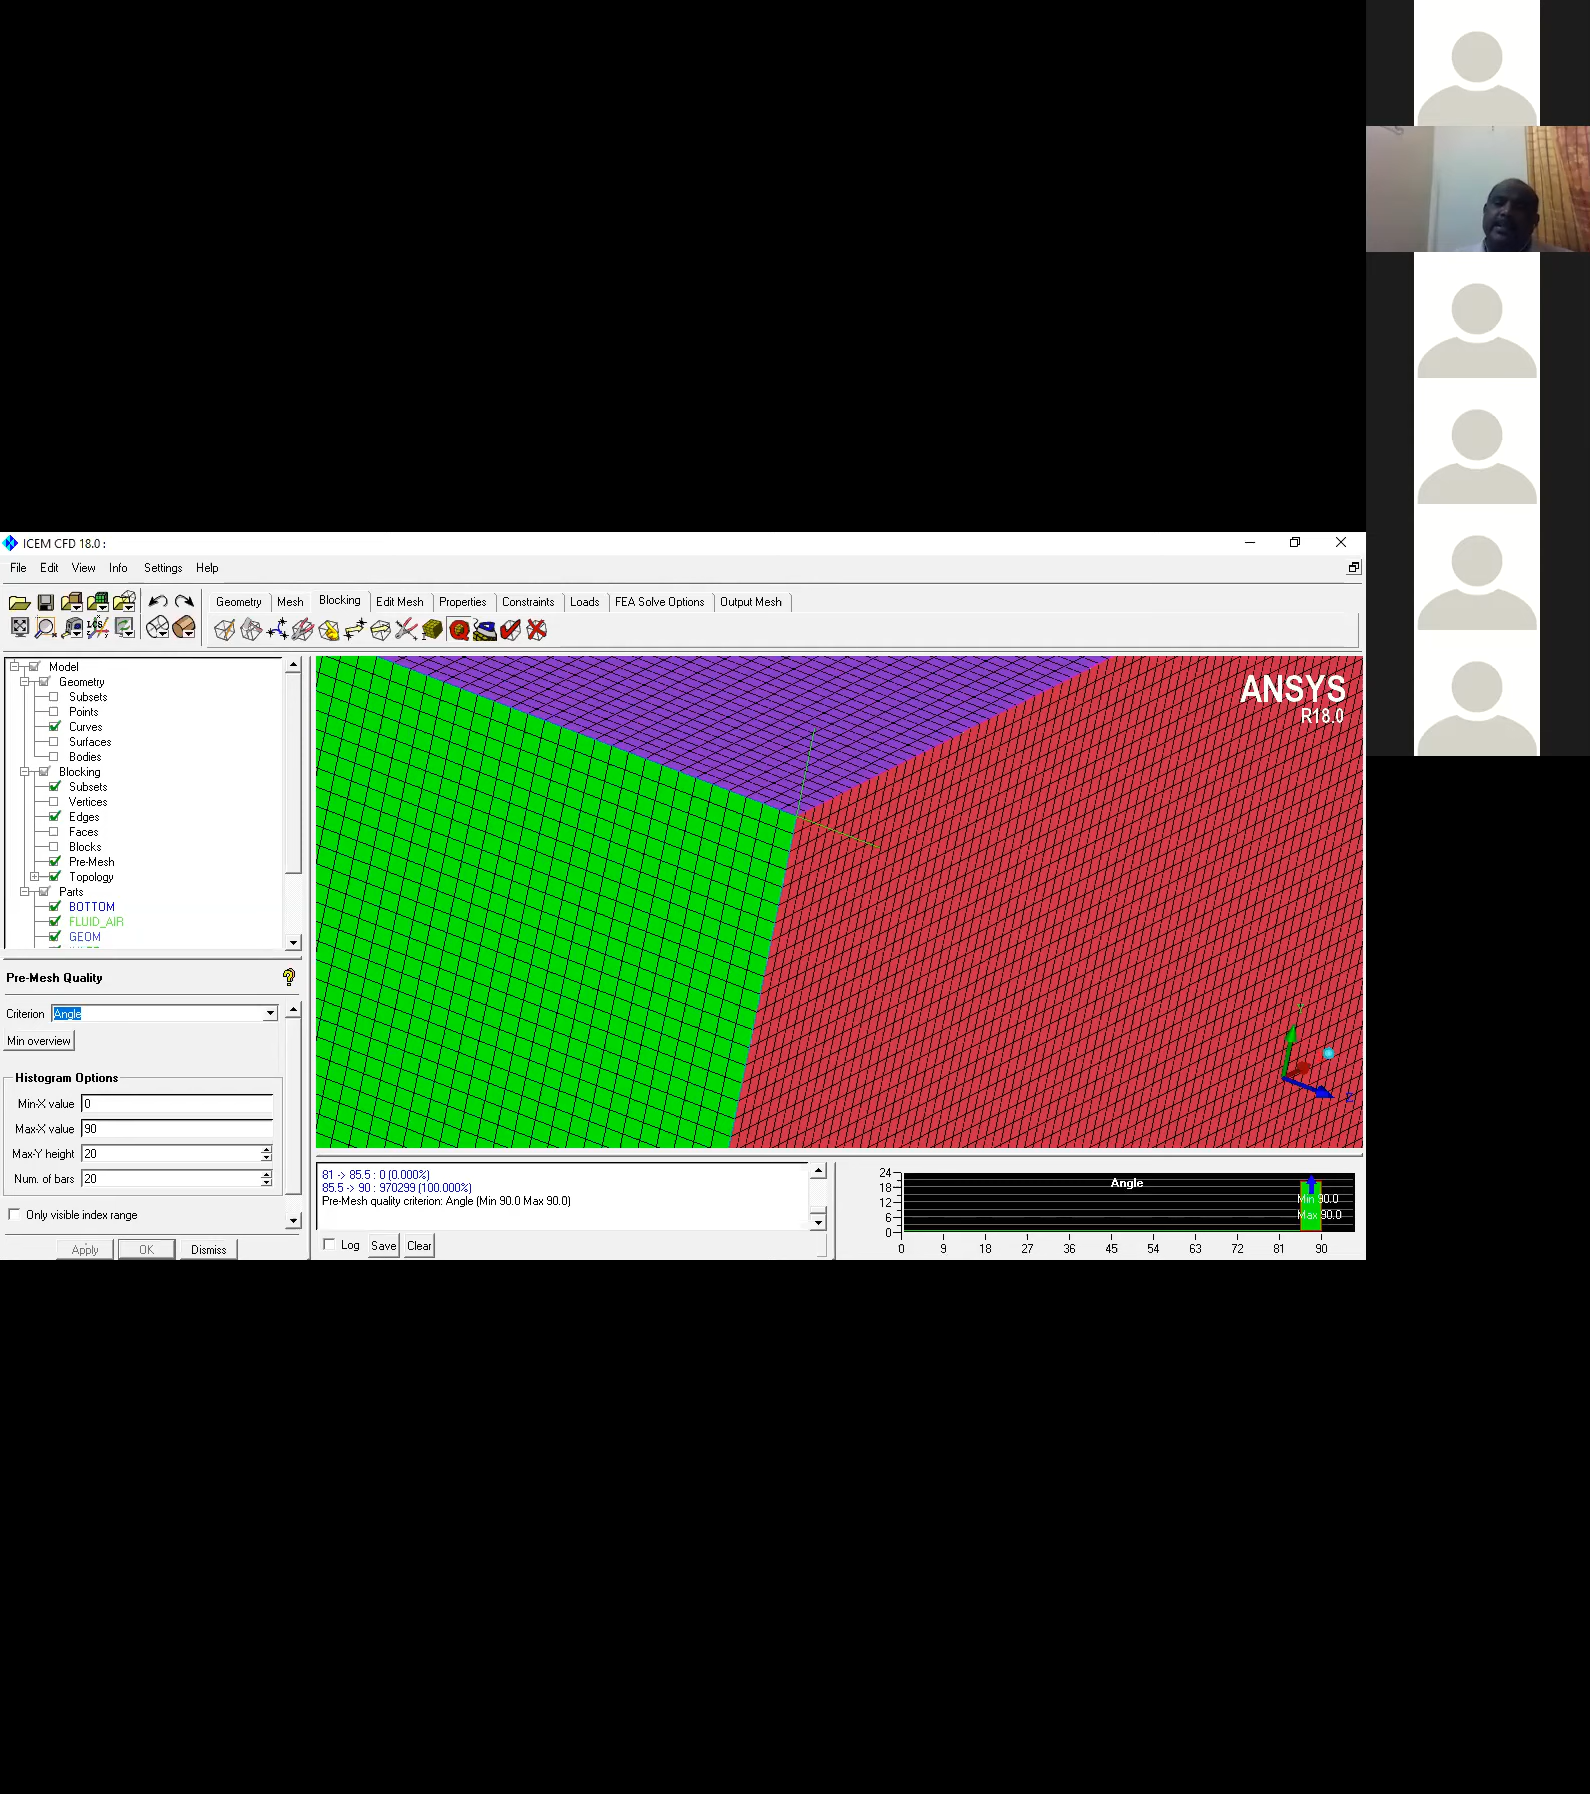 ICEM CFD 18.0 :
File Edit View Info Settings Help
Geometry Mesh Blocking Edit Mesh Properties Constraints Loads FEA Solve Options Output Mesh
LCS
Model
Geometry
Subsets
Points
Curves
Surfaces
Bodies
Blocking
Subsets
Vertices
Edges
Faces
Blocks
Pre-Mesh
Topology
Parts
BOTTOM
FLUID_AIR
GEOM
ANSYS
R18.0
Y
Z
Pre-Mesh Quality
Criterion Angle
Min overview
Histogram Options
Min-X value 0
Max-X value 90
Max-Y height 20
Num. of bars 20
Only visible index range
Apply OK Dismiss
81 -> 85.5 : 0 (0.000%)
85.5 -> 90 : 970299 (100.000%)
Pre-Mesh quality criterion: Angle (Min 90.0 Max 90.0)
Log Save Clear
Angle
24
18
12
6
0
Min 90.0
Max 90.0
0 9 18 27 36 45 54 63 72 81 90